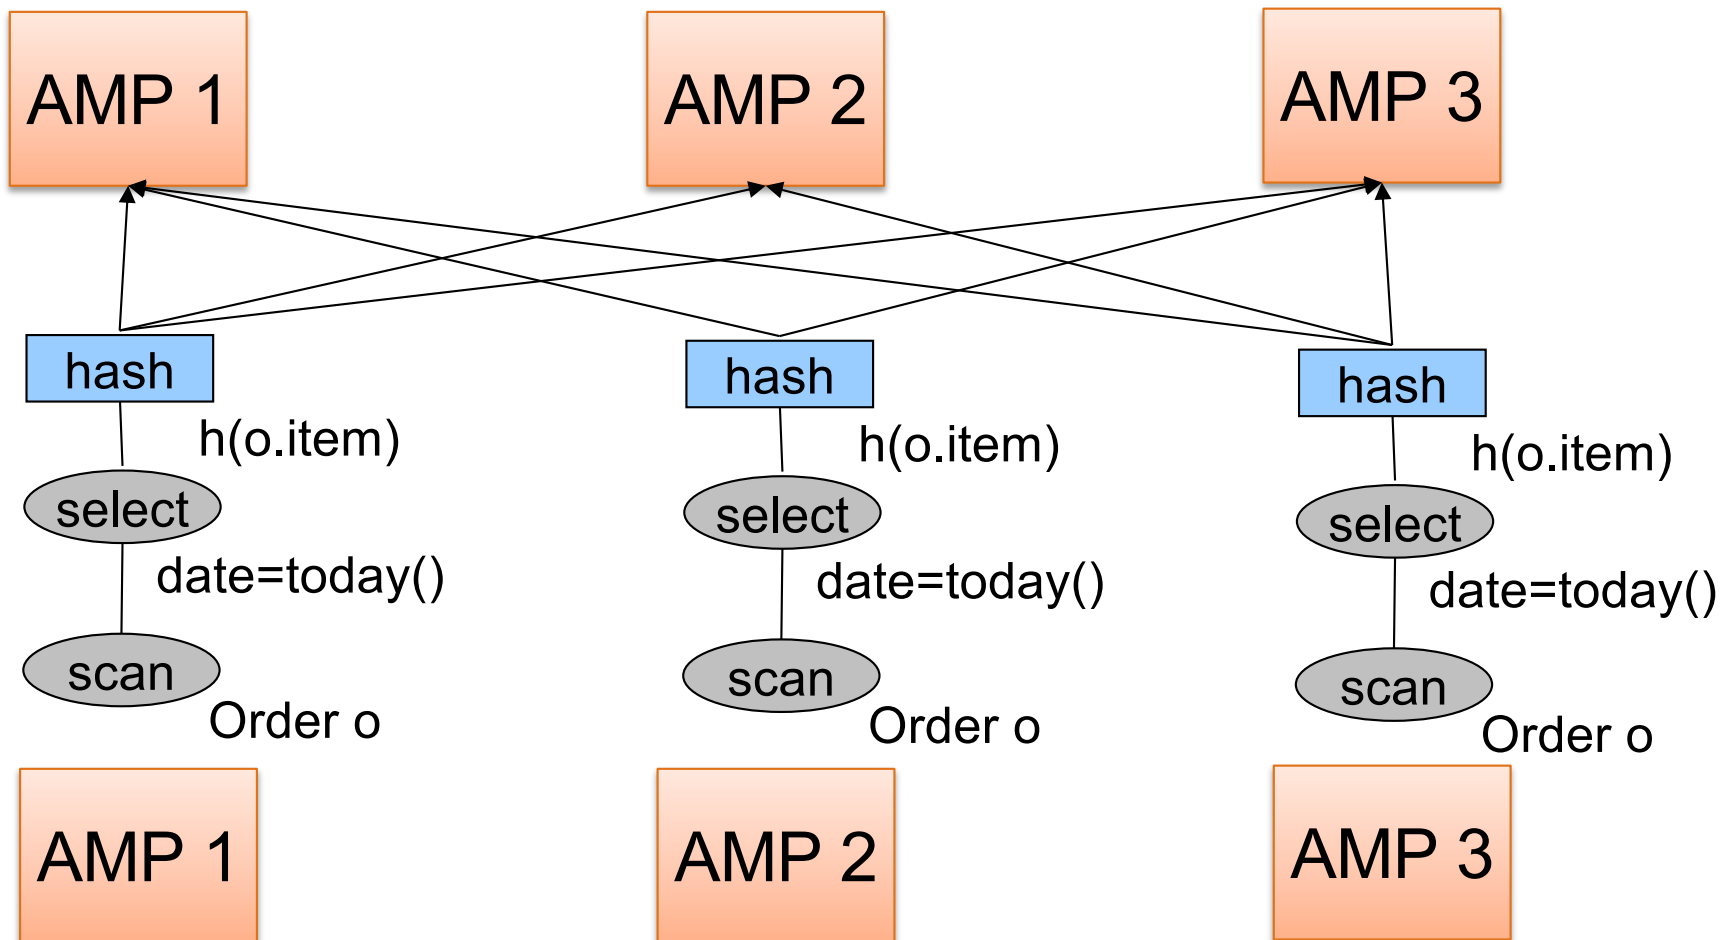 AMP 1
AMP 2
AMP 3
hash
hash
hash
h(o.item)
h(o.item)
h(o.item)
select
select
select
date=today()
date=today()
date=today()
scan
scan
scan
Order o
Order o
Order o
AMP 1
AMP 2
AMP 3